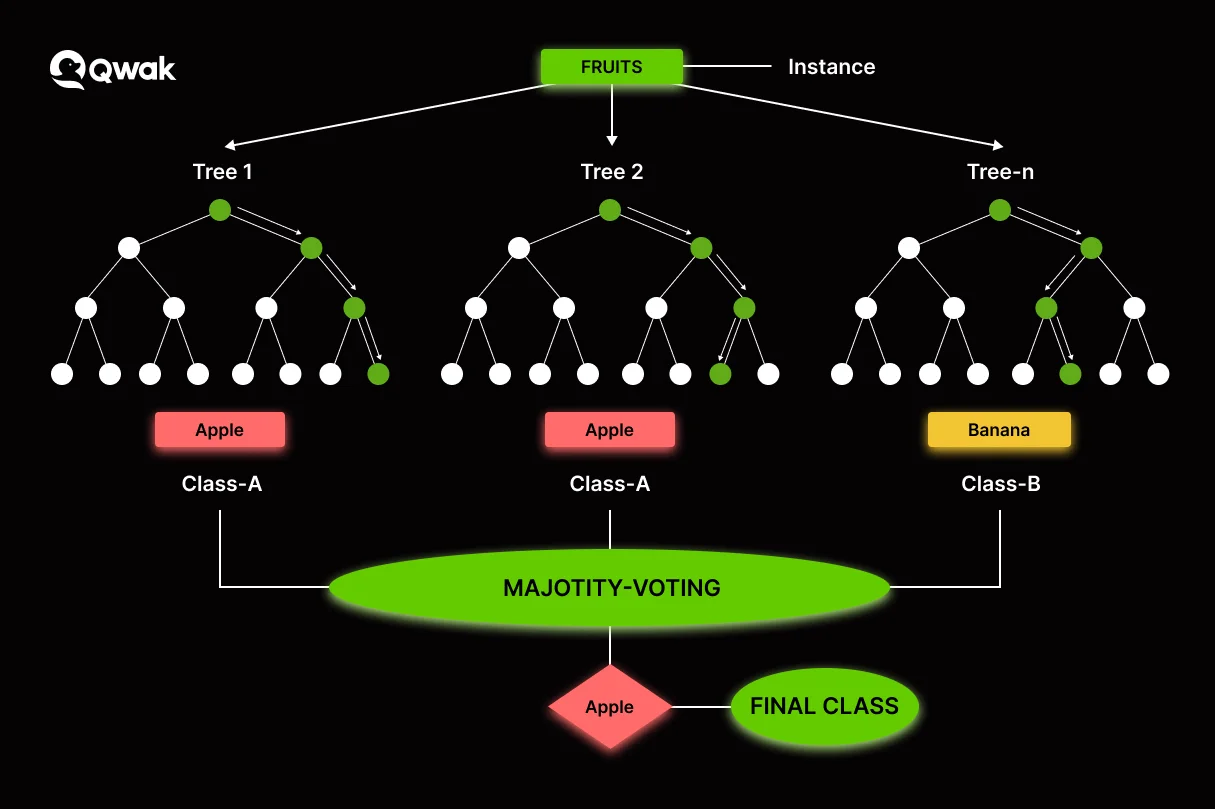 Qwak
FRUITS
Instance
Tree 1
Tree 2
Tree-n
Apple
Apple
Banana
Class-A
Class-A
Class-B
MAJOTITY-VOTING
Apple
FINAL CLASS